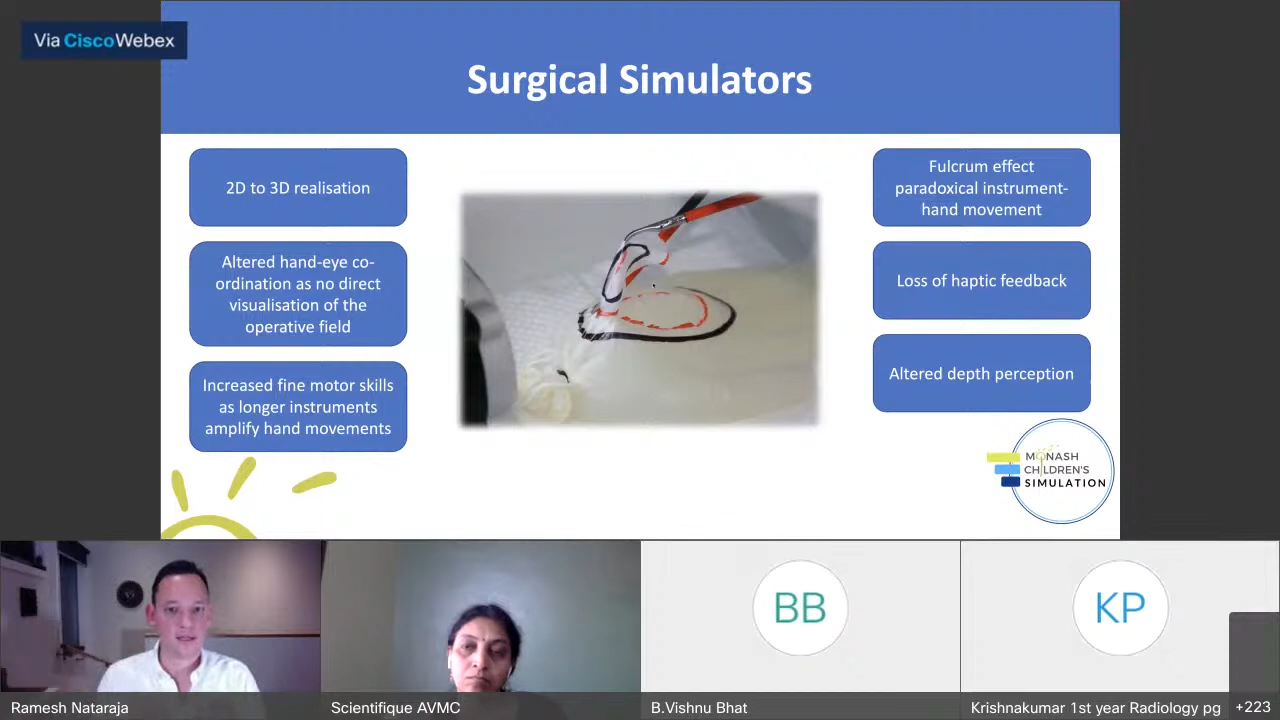 Via CiscoWebex
Surgical Simulators
2D to 3D realisation
Altered hand-eye co-
ordination as no direct
visualisation of the
operative field
Increased fine motor skills
as longer instruments
amplify hand movements
Fulcrum effect
paradoxical instrument-
hand movement
Loss of haptic feedback
Altered depth perception
MONASH
CHILDREN'S
SIMULATION
BB
KP
Ramesh Nataraja
Scientifique AVMC
B.Vishnu Bhat
Krishnakumar 1st year Radiology pg
+223